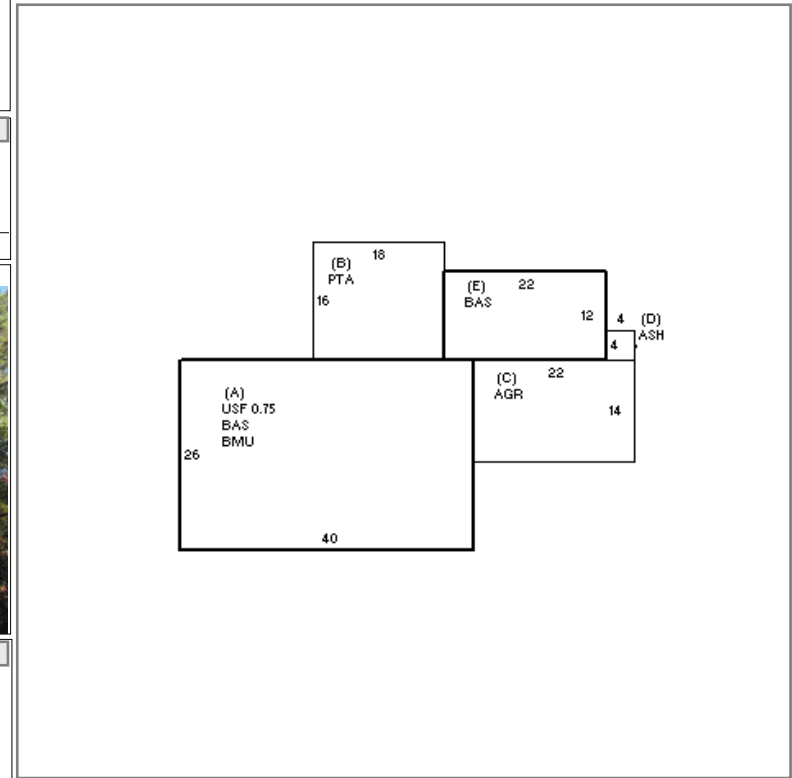 18
(B)
PTA
16
(E)
BAS
22
12
4
(D)
ASH
4
(C)
AGR
22
14
(A)
USF 0.75
BAS
BMU
26
40